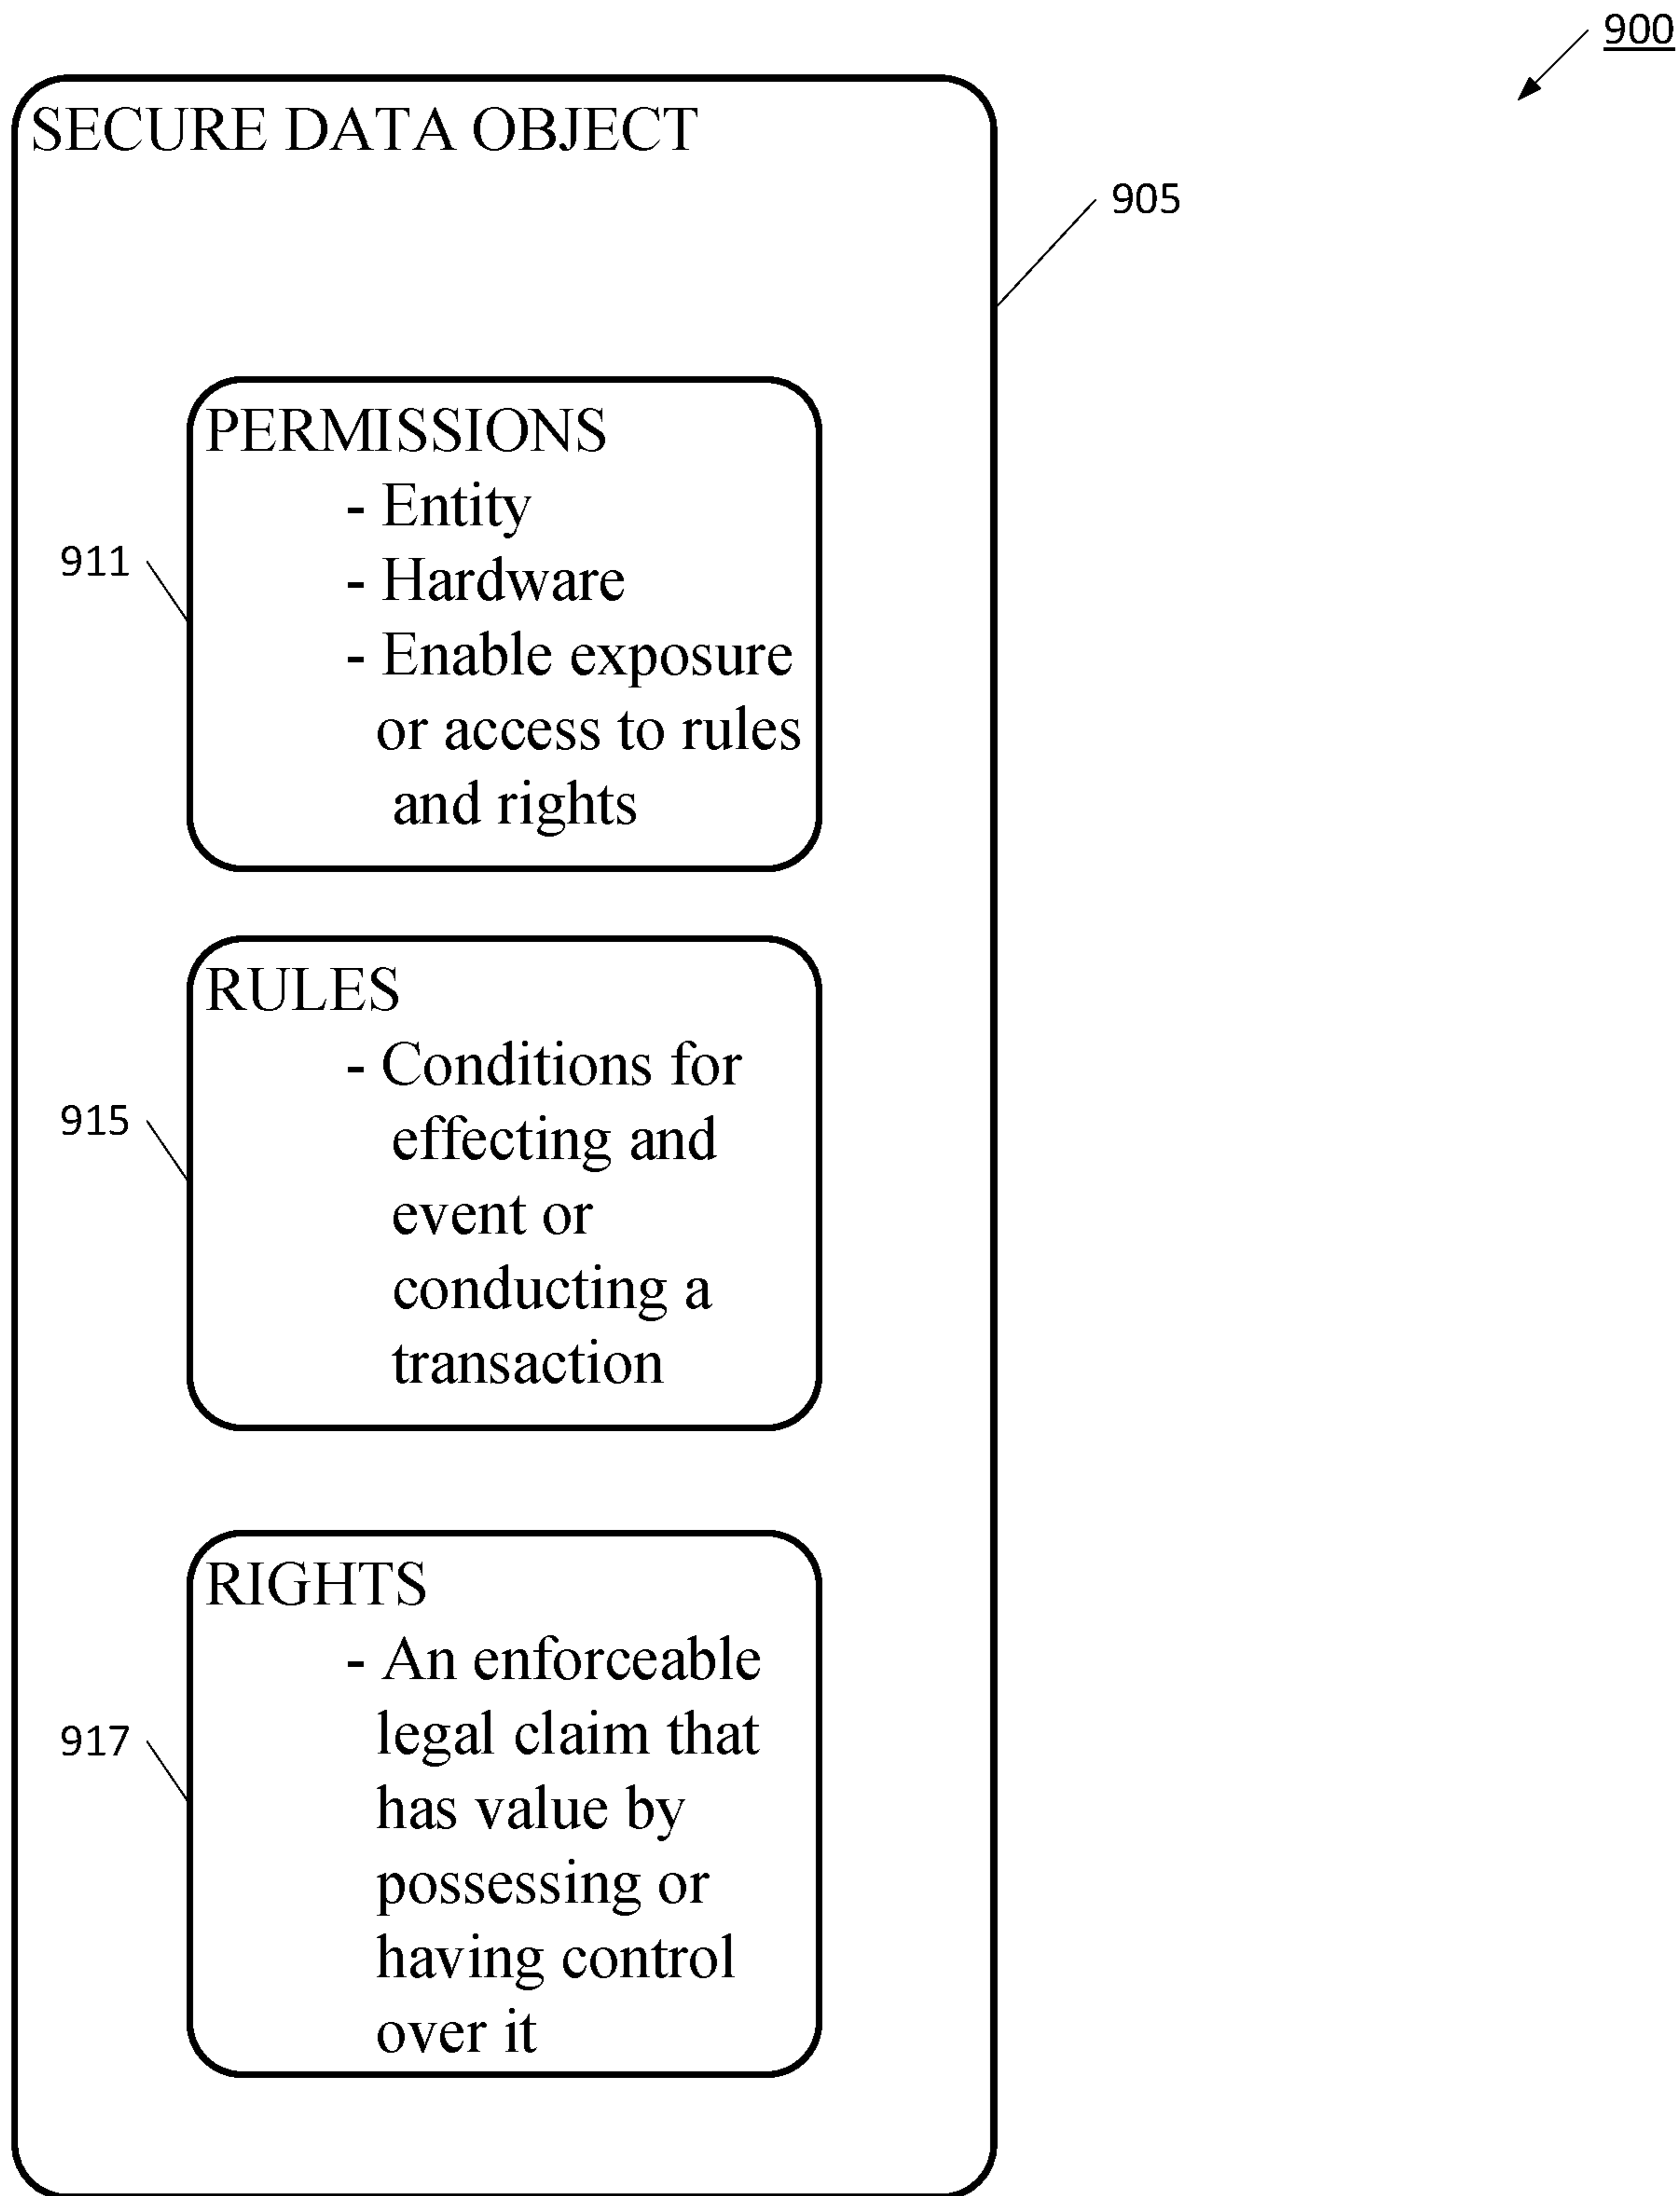 900
SECURE DATA OBJECT
905
PERMISSIONS
- Entity
911
- Hardware
- Enable exposure
or access to rules
and rights
RULES
- Conditions for
915
effecting and
event or
conducting a
transaction
RIGHTS
- An enforceable
917
legal claim that
has value by
possessing or
having control
over it